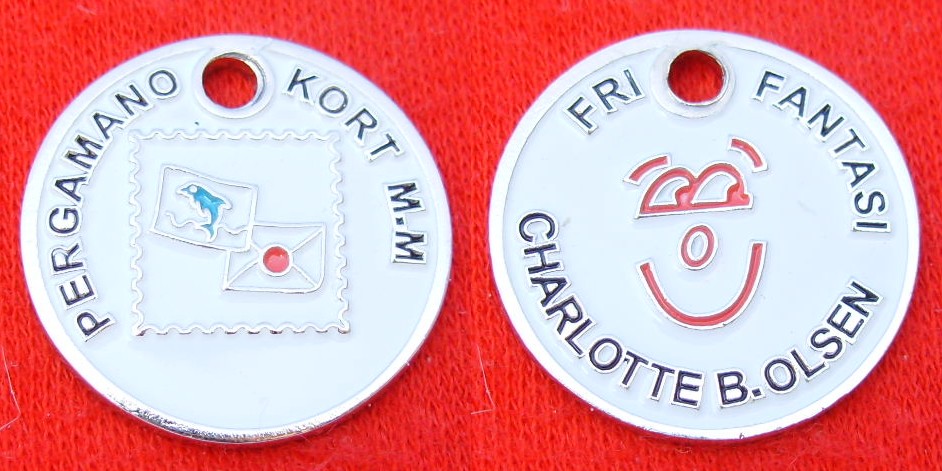 PERGAMANO KORT M.M
FRI FANTASI
CHARLOTTE B. OLSEN